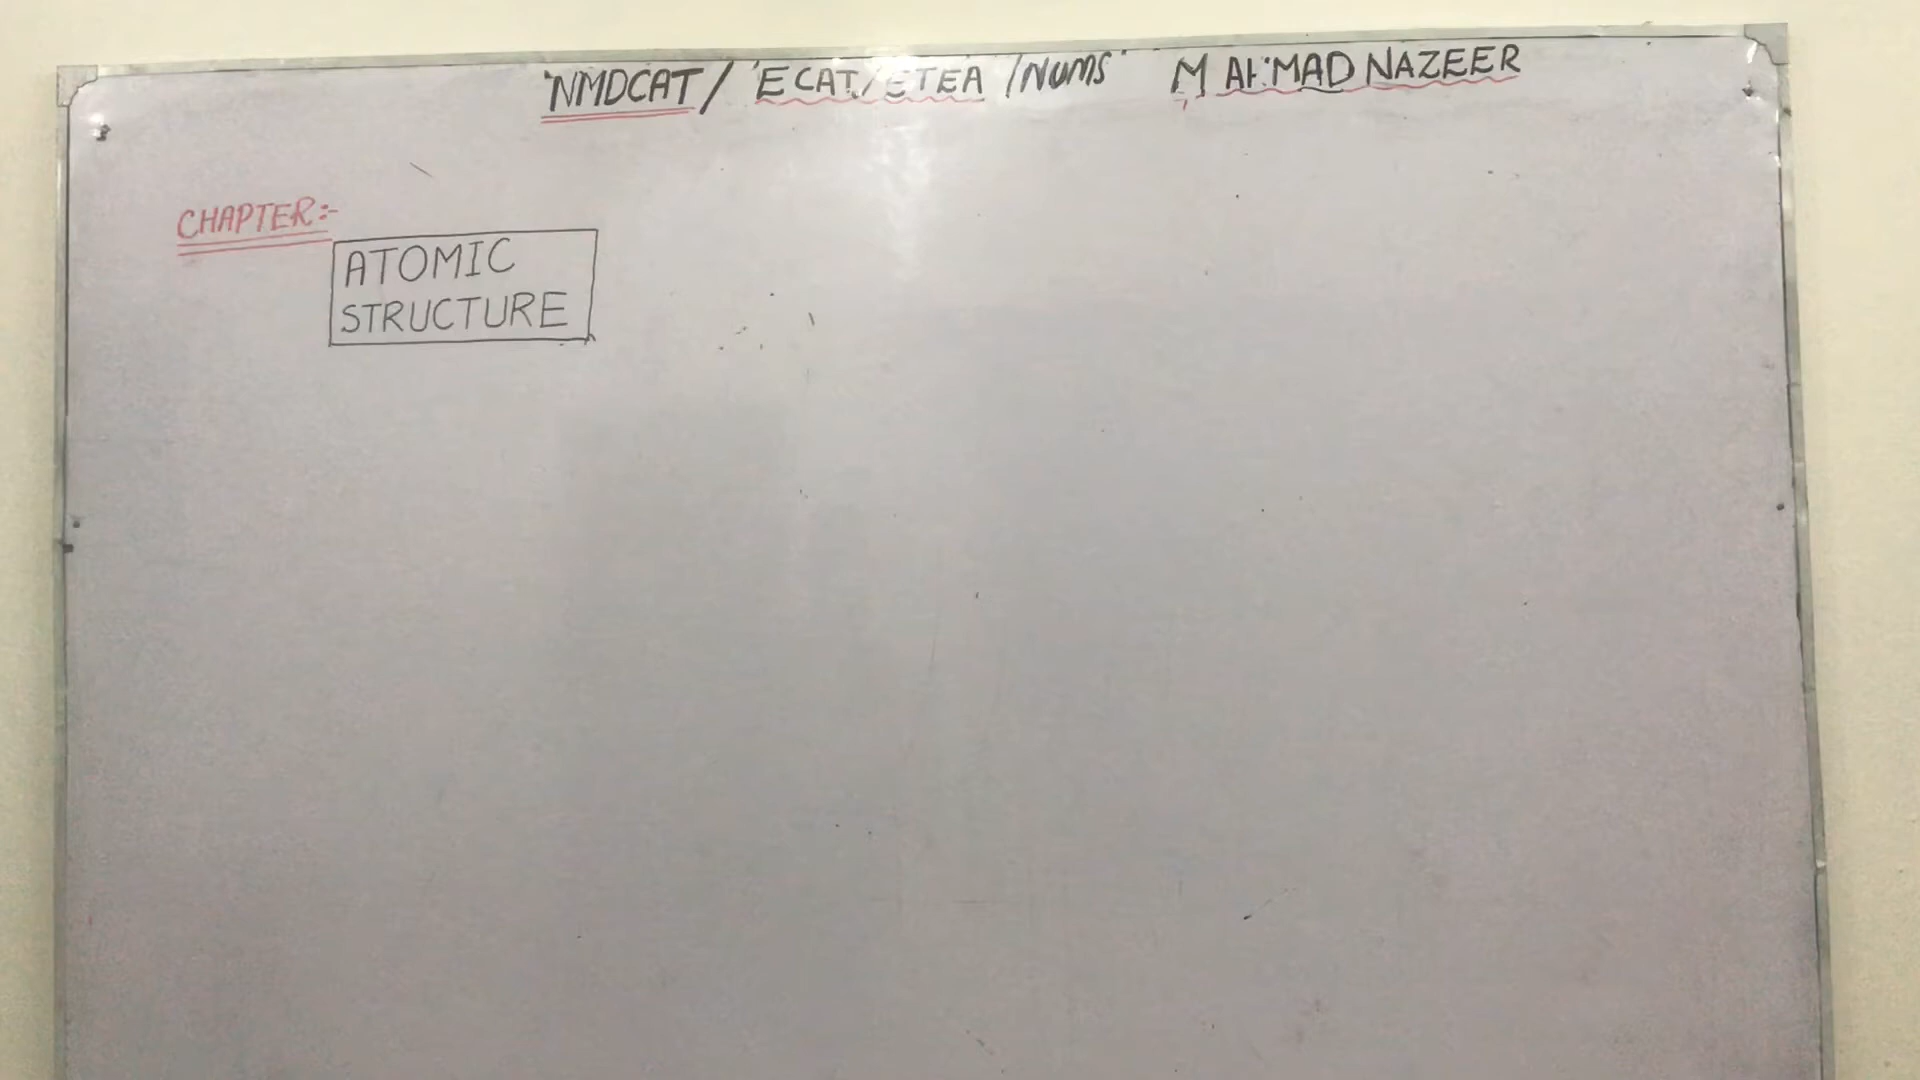 "NMDCAT / "ECAT/ETEA /NUMS" M AHMAD NAZEER
CHAPTER:-
ATOMIC
STRUCTURE